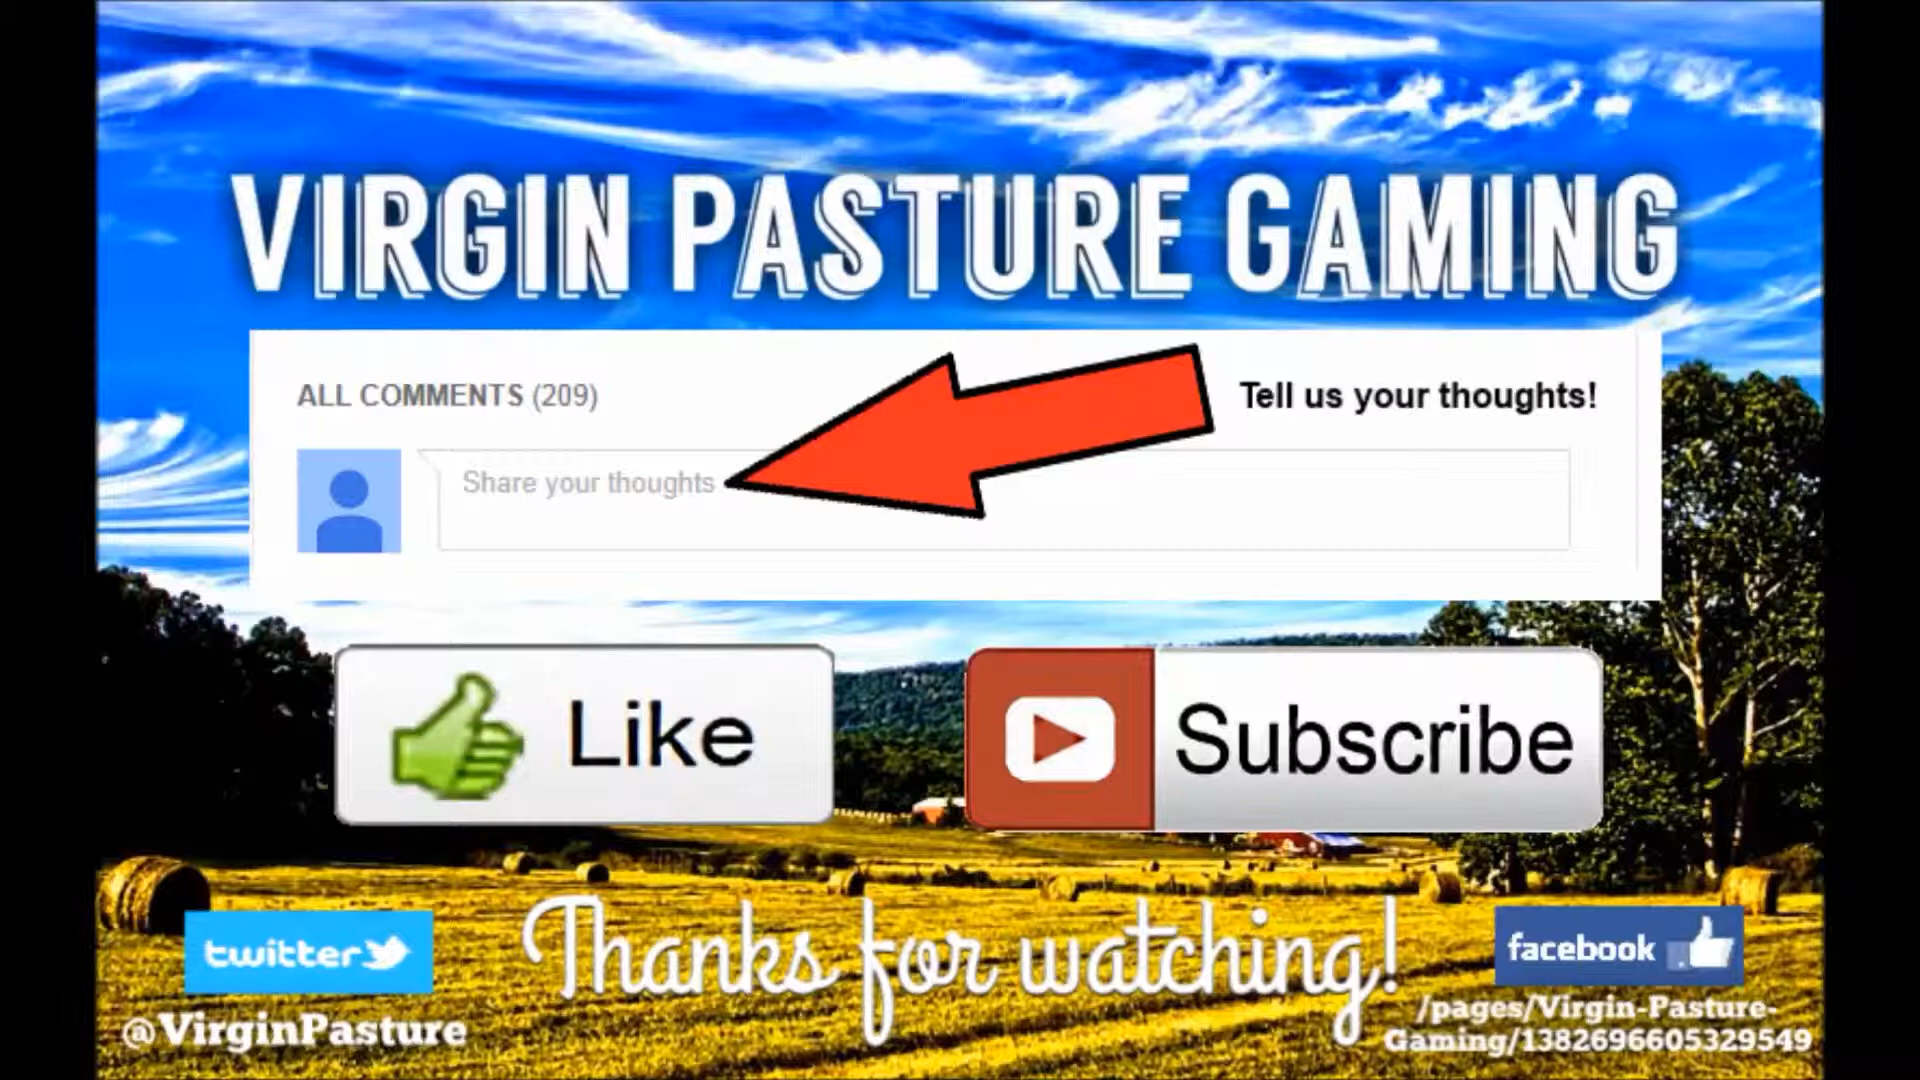 VIRGIN PASTURE GAMING
ALL COMMENTS (209)
Tell us your thoughts!
Share your thoughts
Like
Subscribe
Thanks for watching!
twitter
@VirginPasture
facebook
/pages/Virgin-Pasture-
Gaming/1382696605329549